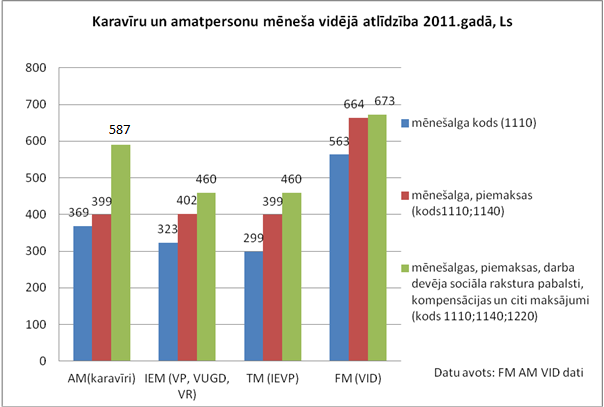 Karavīru un amatpersonu mēneša vidējā atlīdzība 2011.gadā, Ls
800
700
600
500
400
300
200
100
0
369
399
587
323
402
460
299
399
460
563
664
673
AM(karavīri)
IEM (VP, VUGD,
VR)
TM (IEVP)
FM (VID)
mēnešalga kods (1110)
mēnešalga, piemaksas
(kods1110;1140)
mēnešalgas, piemaksas, darba
devēja sociāla rakstura pabalsti,
kompensācijas un citi maksājumi
(kods 1110;1140;1220)
Datu avots: FM AM VID dati